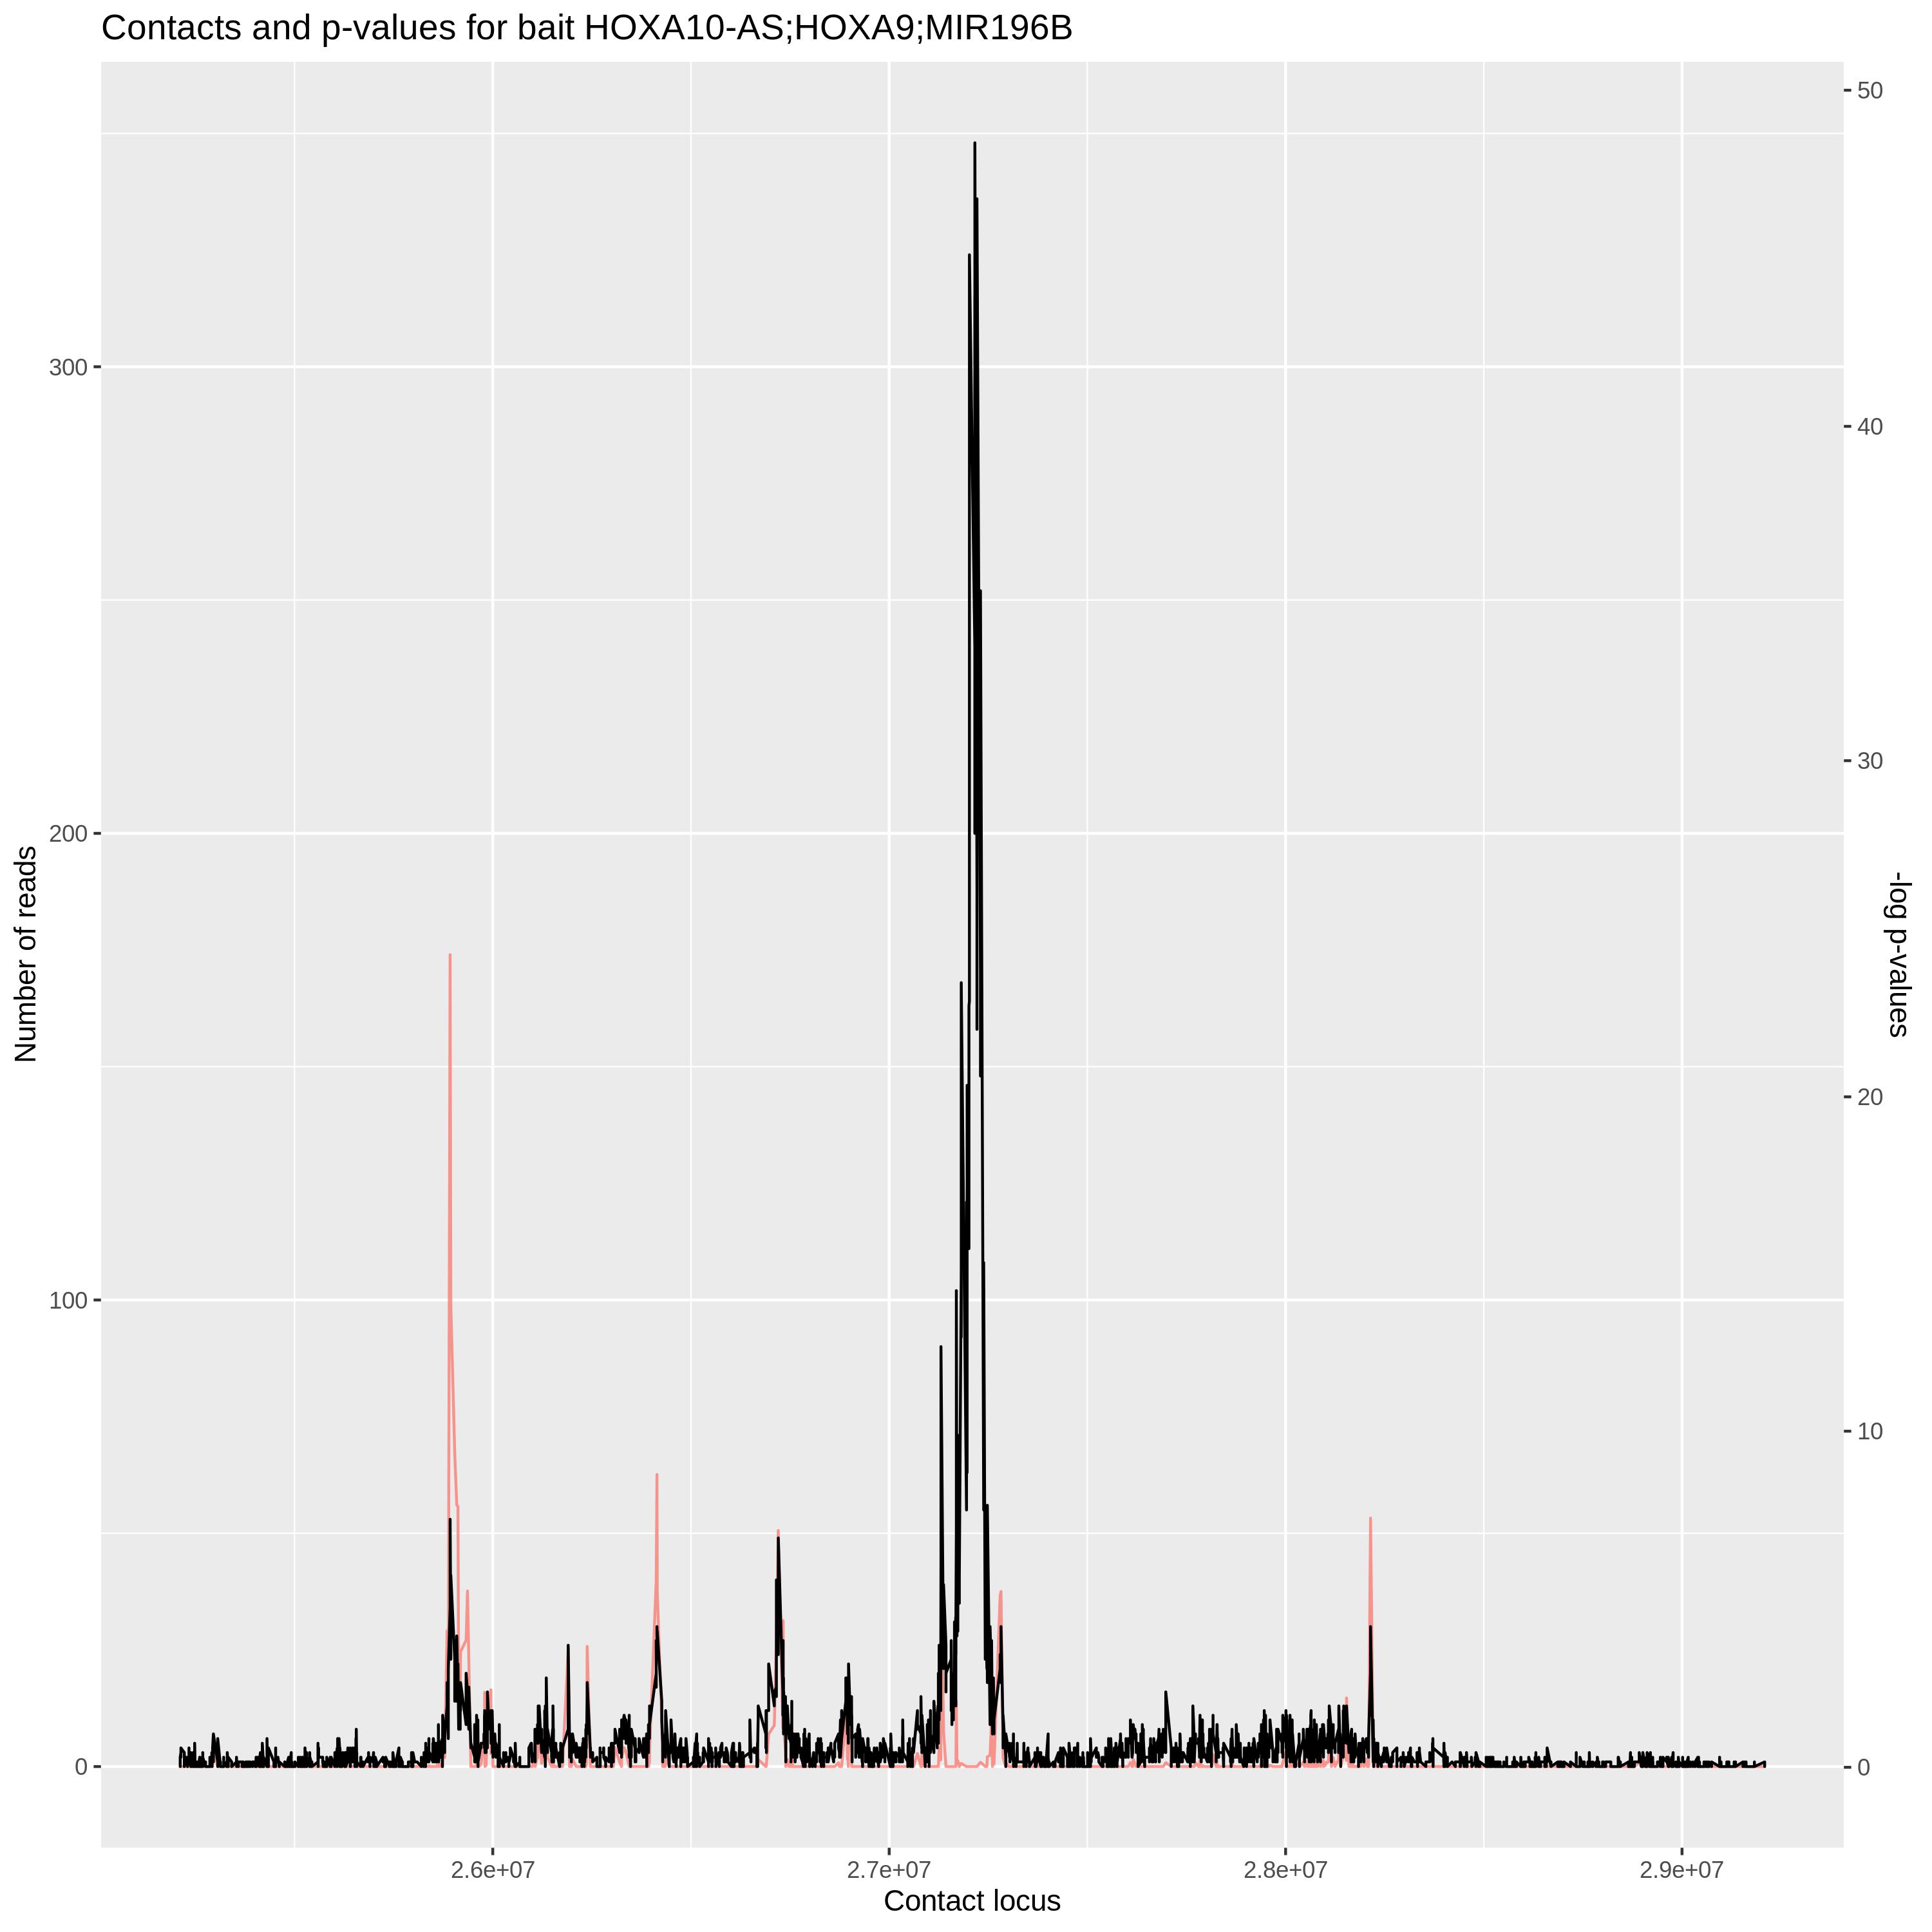 Contacts and p-values for bait HOXA10-AS;HOXA9;MIR196B
50
300
40
30
200
Number of reads
-log p-values
20
100
10
0
0
2.6e+07
2.7e+07
2.8e+07
2.9e+07
Contact locus